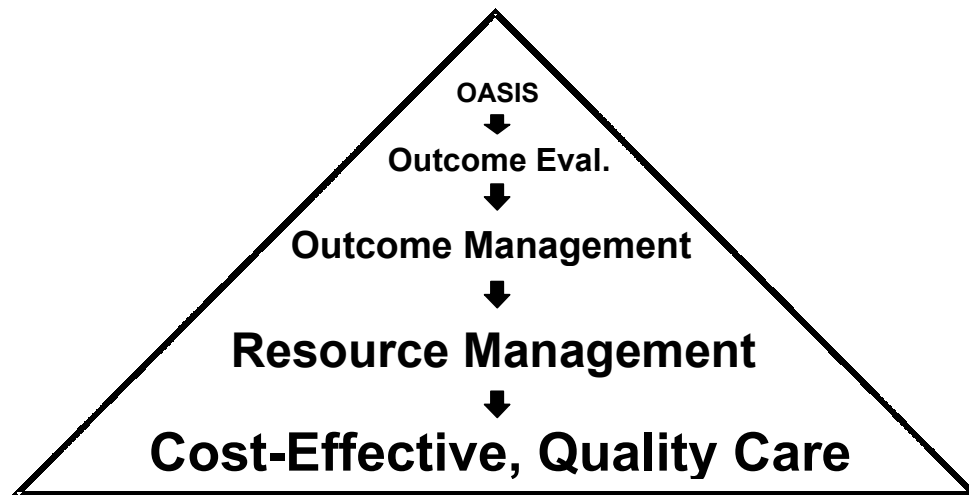 OASIS
Outcome Eval.
Outcome Management
Resource Management
Cost-Effective, Quality Care